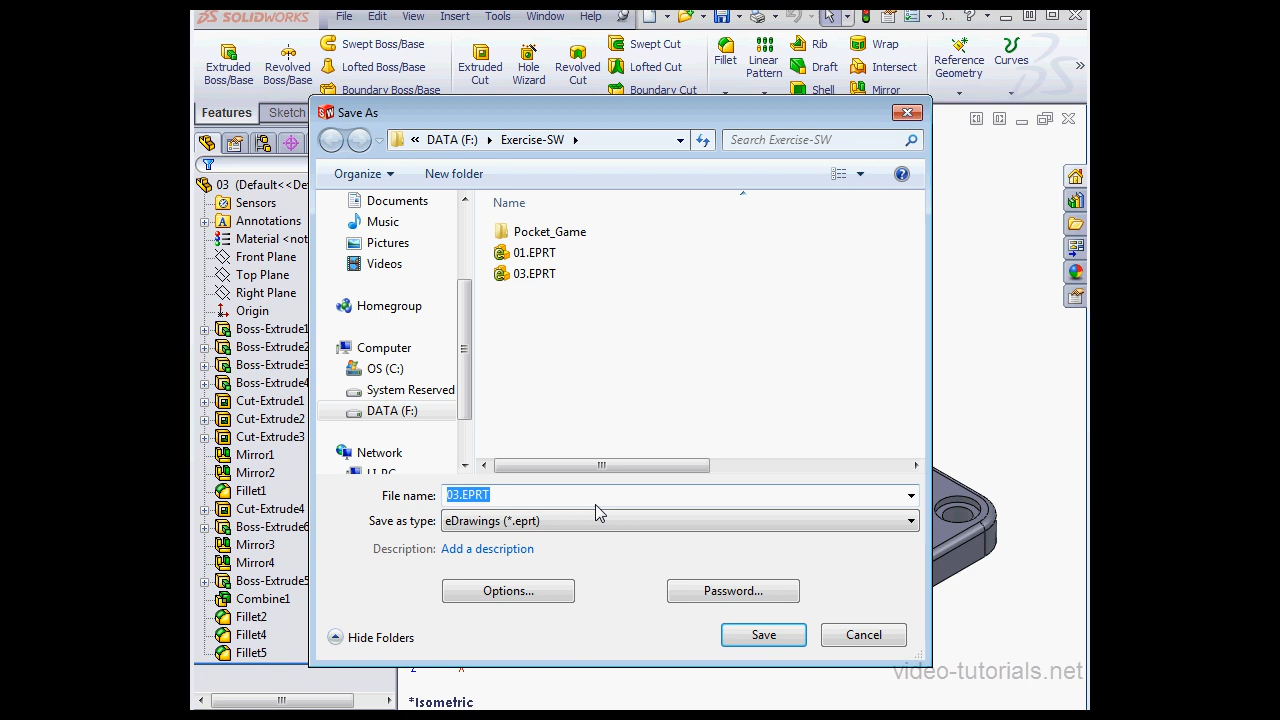 SOLIDWORKS File Edit View Insert Tools Window Help
Extruded Boss/Base
Revolved Boss/Base
Swept Boss/Base
Lofted Boss/Base
Boundary Boss/Base
Extruded Cut
Hole Wizard
Revolved Cut
Swept Cut
Lofted Cut
Boundary Cut
Fillet
Linear Pattern
Rib
Draft
Shell
Wrap
Intersect
Mirror
Reference Geometry
Curves
Features Sketch
03 (Default<<De
Sensors
Annotations
Material <not
Front Plane
Top Plane
Right Plane
Origin
Boss-Extrude1
Boss-Extrude2
Boss-Extrude3
Boss-Extrude4
Cut-Extrude1
Cut-Extrude2
Cut-Extrude3
Mirror1
Mirror2
Fillet1
Cut-Extrude4
Boss-Extrude6
Mirror3
Mirror4
Boss-Extrude5
Combine1
Fillet2
Fillet4
Fillet5
SW Save As
« DATA (F:) Exercise-SW
Search Exercise-SW
Organize New folder
Documents
Music
Pictures
Videos
Homegroup
Computer
OS (C:)
System Reserved
DATA (F:)
Network
Name
Pocket_Game
01.EPRT
03.EPRT
File name: 03.EPRT
Save as type: eDrawings (*.eprt)
Description: Add a description
Options... Password...
Hide Folders
Save Cancel
*Isometric
video-tutorials.net